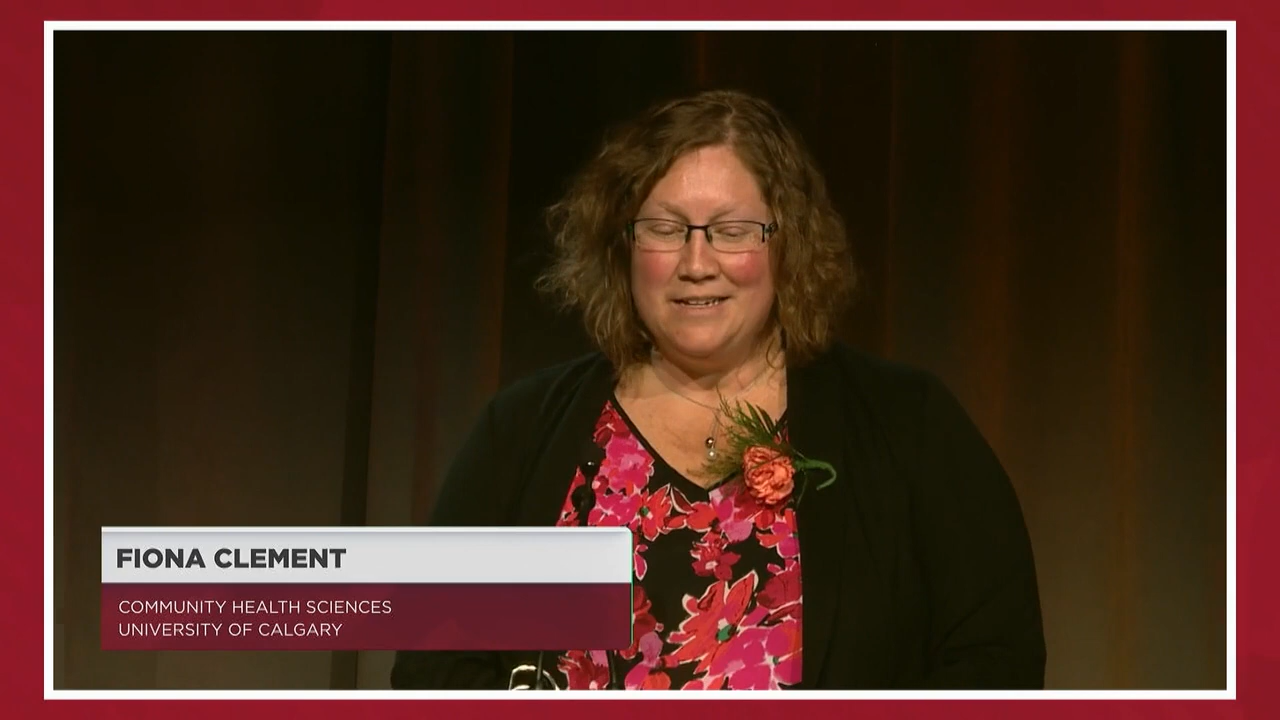 FIONA CLEMENT
COMMUNITY HEALTH SCIENCES
UNIVERSITY OF CALGARY